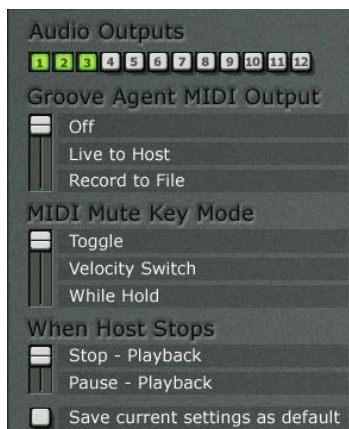 Audio Outputs
1 2 3 4 5 6 7 8 9 10 11 12
Groove Agent MIDI Output
Off
Live to Host
Record to File
MIDI Mute Key Mode
Toggle
Velocity Switch
While Hold
When Host Stops
Stop - Playback
Pause - Playback
Save current settings as default